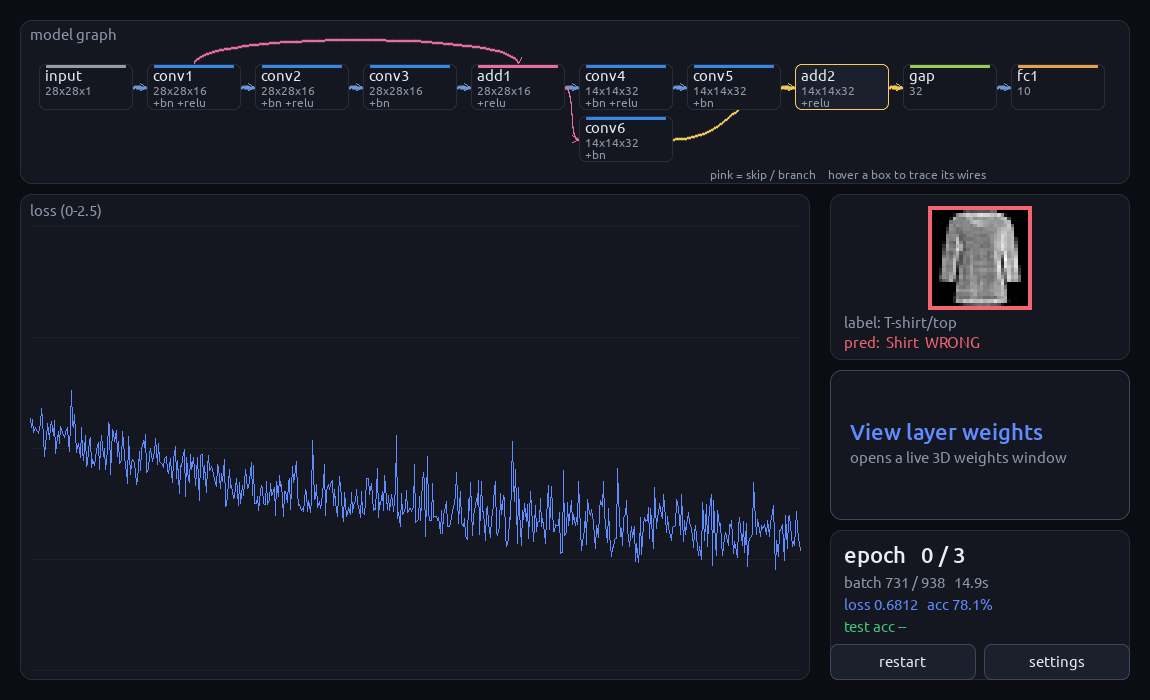 model graph
input
28x28x1
conv1
28x28x16
+bn +relu
conv2
28x28x16
+bn +relu
conv3
28x28x16
+bn
add1
28x28x16
+relu
conv4
14x14x32
+bn +relu
conv5
14x14x32
+bn
add2
14x14x32
+relu
gap
32
fc1
10
conv6
14x14x32
+bn
pink = skip / branch hover a box to trace its wires
loss (0-2.5)
label: T-shirt/top
pred: Shirt WRONG
View layer weights
opens a live 3D weights window
epoch 0 / 3
batch 731 / 938 14.9s
loss 0.6812 acc 78.1%
test acc --
restart
settings